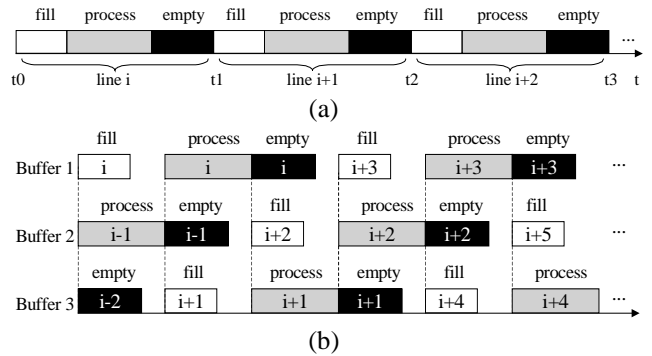 fill process empty fill process empty fill process empty
...
t0 line i t1 line i+1 t2 line i+2 t3 t
(a)
fill process empty fill process empty
Buffer 1 i i i i+3 i+3 i+3 ...
process empty fill process empty fill
Buffer 2 i-1 i-1 i+2 i+2 i+2 i+5 ...
empty fill process empty fill process
Buffer 3 i-2 i+1 i+1 i+1 i+4 i+4 ...
(b)